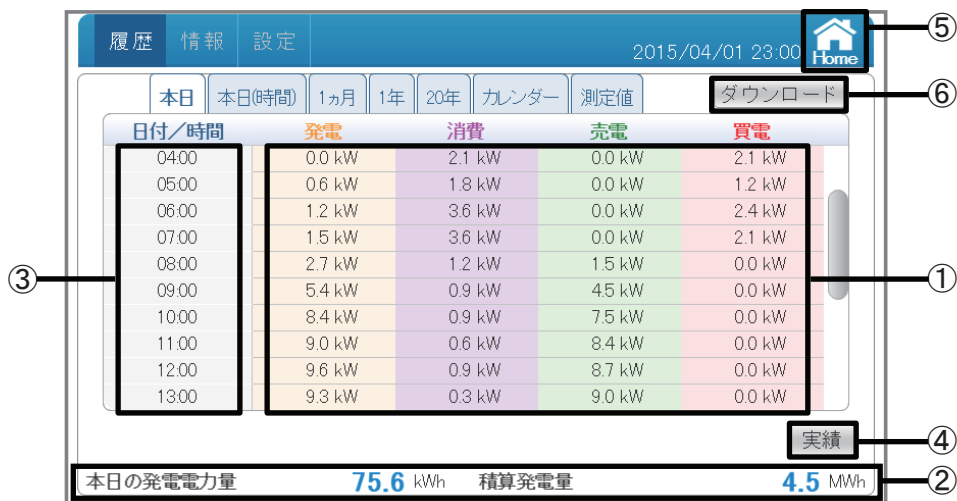 履歴 情報 設定 2015/04/01 23:00 Home ⑤
本日 本日(時間) 1ヵ月 1年 20年 カレンダー 測定値 ダウンロード ⑥
日付／時間 発電 消費 売電 買電
04:00 0.0 kW 2.1 kW 0.0 kW 2.1 kW
05:00 0.6 kW 1.8 kW 0.0 kW 1.2 kW
06:00 1.2 kW 3.6 kW 0.0 kW 2.4 kW
07:00 1.5 kW 3.6 kW 0.0 kW 2.1 kW
③ 08:00 2.7 kW 1.2 kW 1.5 kW 0.0 kW ①
09:00 5.4 kW 0.9 kW 4.5 kW 0.0 kW
10:00 8.4 kW 0.9 kW 7.5 kW 0.0 kW
11:00 9.0 kW 0.6 kW 8.4 kW 0.0 kW
12:00 9.6 kW 0.9 kW 8.7 kW 0.0 kW
13:00 9.3 kW 0.3 kW 9.0 kW 0.0 kW
実績 ④
本日の発電電力量 75.6 kWh 積算発電量 4.5 MWh ②